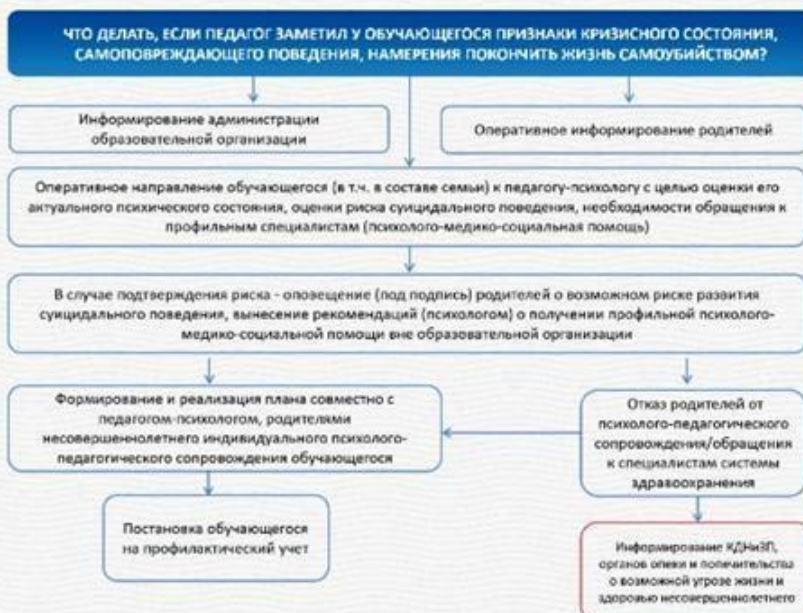 ЧТО ДЕЛАТЬ, ЕСЛИ ПЕДАГОГ ЗАМЕТИЛ У ОБУЧАЮЩЕГОСЯ ПРИЗНАКИ КРИЗИСНОГО СОСТОЯНИЯ,
САМОПОВРЕЖДАЮЩЕГО ПОВЕДЕНИЯ, НАМЕРЕНИЯ ПОКОНЧИТЬ ЖИЗНЬ САМОУБИЙСТВОМ?
Информирование администрации
образовательной организации
Оперативное информирование родителей
Оперативное направление обучающегося (в т.ч. в составе семьи) к педагогу-психологу с целью оценки его
актуального психического состояния, оценки риска суицидального поведения, необходимости обращения к
профильным специалистам (психолого-медико-социальная помощь)
В случае подтверждения риска - оповещение (под подпись) родителей о возможном риске развития
суицидального поведения, вынесение рекомендаций (психологом) о получении профильной психолого-
медико-социальной помощи вне образовательной организации
Формирование и реализация плана совместно с
педагогом-психологом, родителями
несовершеннолетнего индивидуального психолого-
педагогического сопровождения обучающегося
Отказ родителей от
психолого-педагогического
сопровождения/обращения
к специалистам системы
здравоохранения
Постановка обучающегося
на профилактический учет
Информирование КДНиЗП,
органов опеки и попечительства
о возможной угрозе жизни и
здоровью несовершеннолетнего